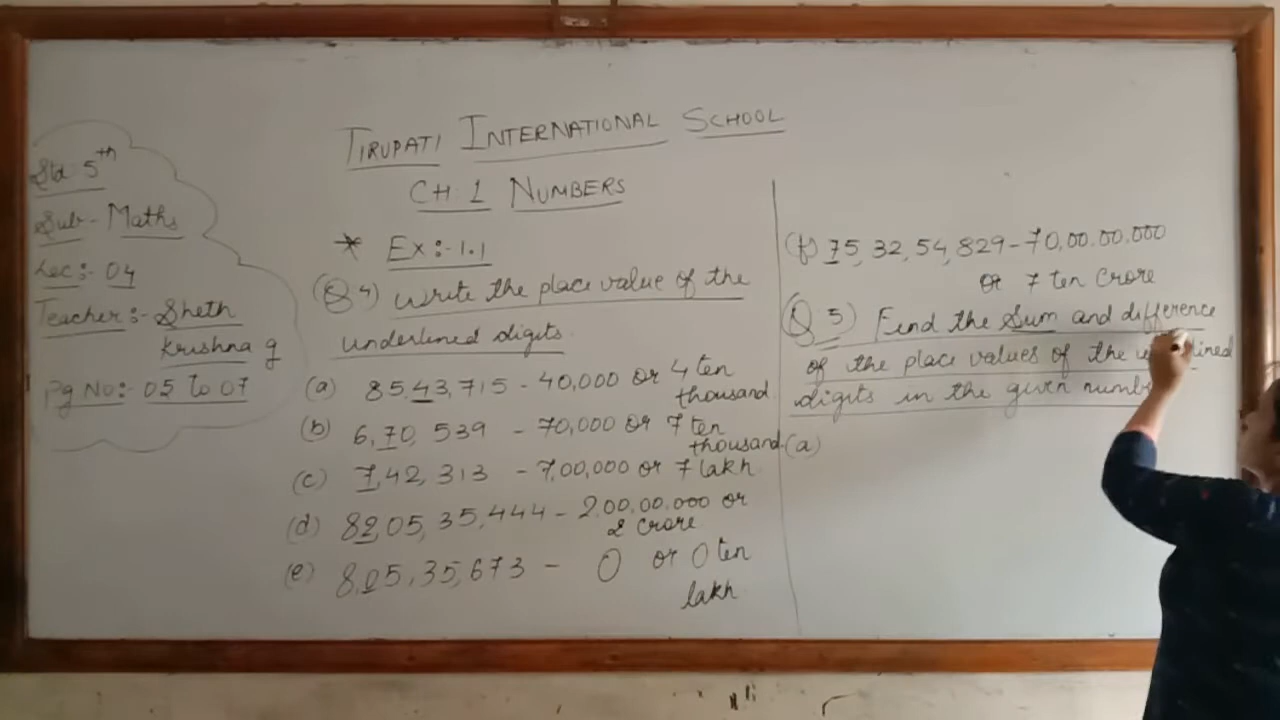 Std 5th
Sub- Maths
Lec:- 04
Teacher:- Sheth
Krushna g
Pg No:- 05 to 07
TIRUPATI INTERNATIONAL SCHOOL
CH 1 NUMBERS
* Ex:-1.1
(Q 4) Write the place value of the
underlined digits.
(a) 85,43,715 - 40,000 or 4 ten
thousand
(b) 6,70,539 - 70,000 or 7 ten
thousand
(c) 7,42,313 - 7,00,000 or 7 lakh
(d) 82,05,35,444 - 2,00,00,000 or
2 crore
(e) 8,05,35,673 - 0 or 0 ten
lakh
(f) 75,32,54,829 - 70,00,00,000
or 7 ten crore
(Q 5) Find the Sum and difference
of the place values of the
digits in the given
(a)